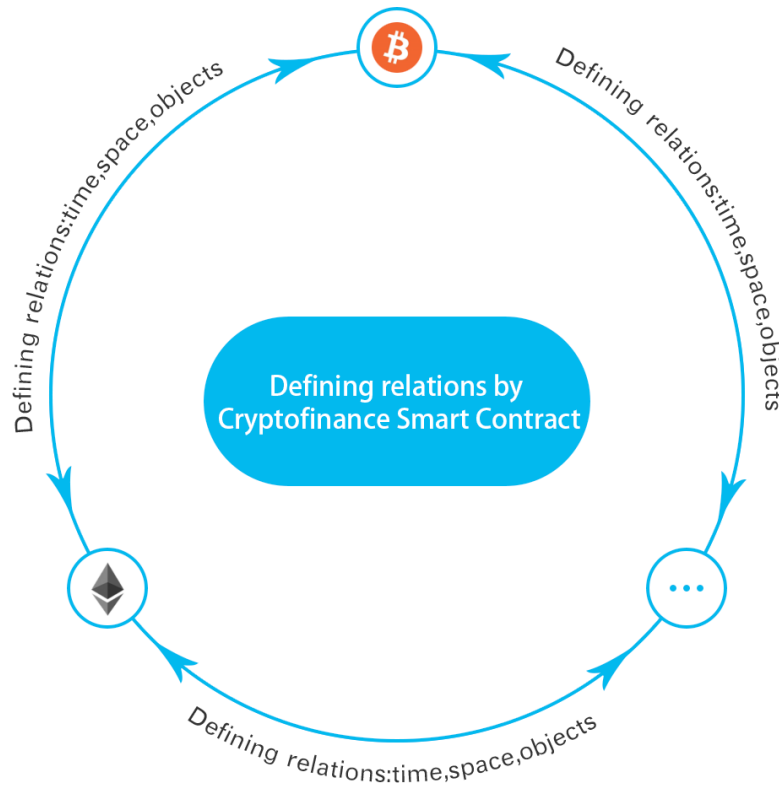 Defining relations:time,space,objects
Defining relations:time,space,objects
Defining relations by
Cryptofinance Smart Contract
Defining relations:time,space,objects